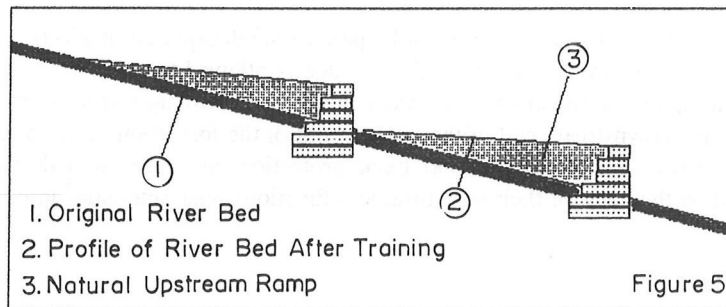 1
2
3
1. Original River Bed
2. Profile of River Bed After Training
3. Natural Upstream Ramp
Figure 5